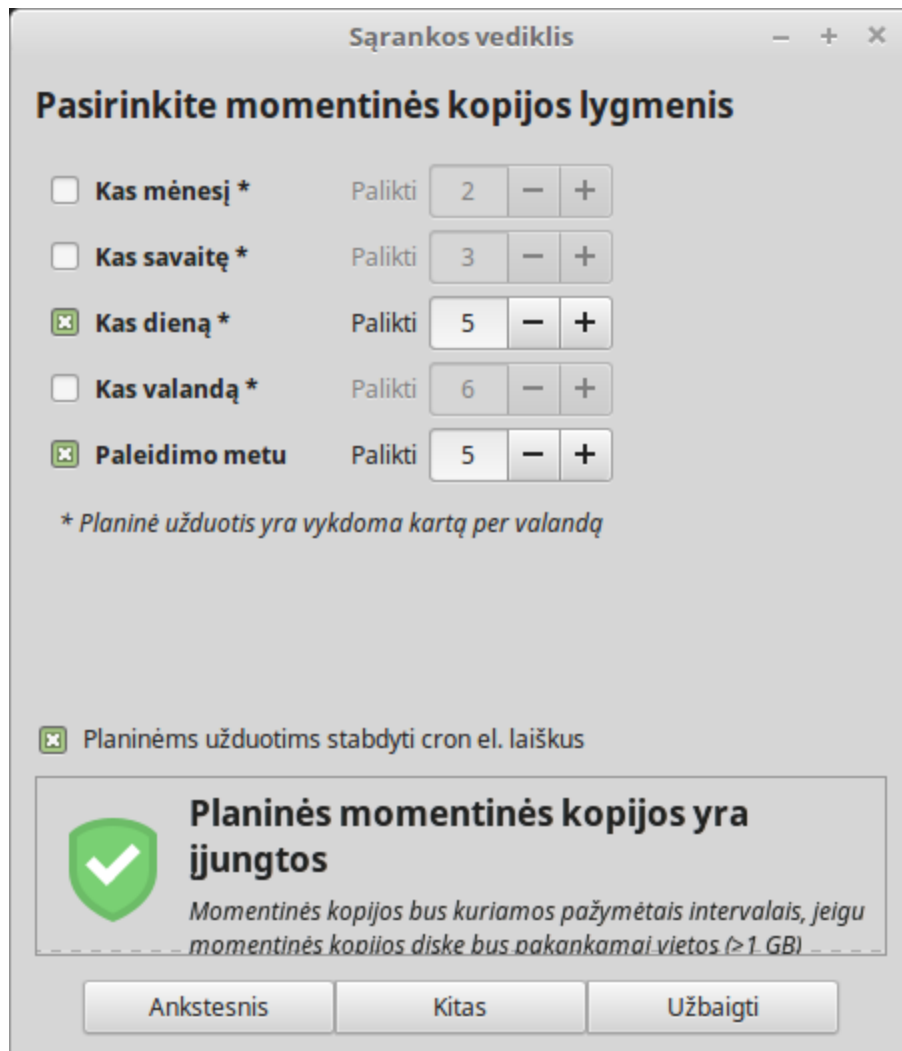 Sąrankos vediklis
Pasirinkite momentinės kopijos lygmenis
Kas mėnesį * Palikti 2 − +
Kas savaitę * Palikti 3 − +
Kas dieną * Palikti 5 − +
Kas valandą * Palikti 6 − +
Paleidimo metu Palikti 5 − +
* Planinė užduotis yra vykdoma kartą per valandą
Planinėms užduotims stabdyti cron el. laiškus
Planinės momentinės kopijos yra
įjungtos
Momentinės kopijos bus kuriamos pažymėtais intervalais, jeigu
momentinės kopijos diske bus pakankamai vietos (>1 GB)
Ankstesnis Kitas Užbaigti